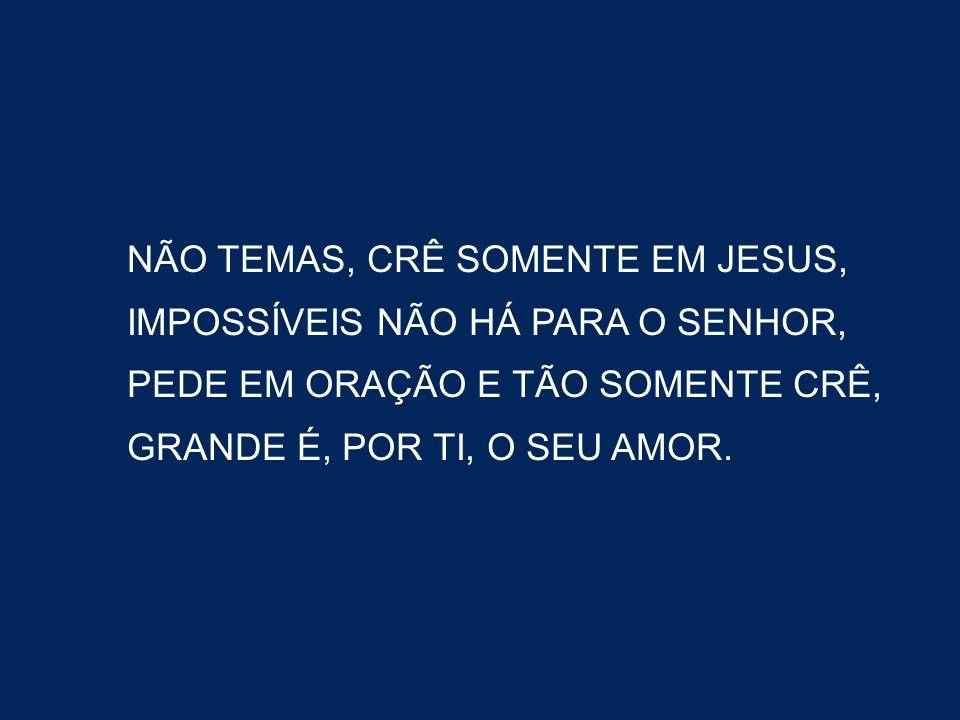 NÃO TEMAS, CRÊ SOMENTE EM JESUS,
IMPOSSÍVEIS NÃO HÁ PARA O SENHOR,
PEDE EM ORAÇÃO E TÃO SOMENTE CRÊ,
GRANDE É, POR TI, O SEU AMOR.